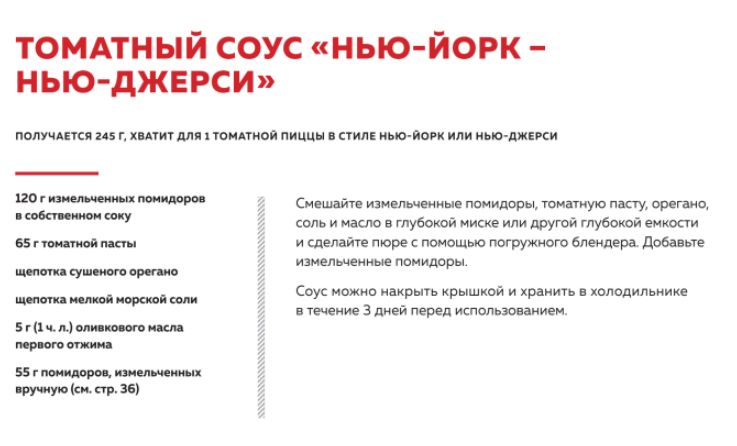 ТОМАТНЫЙ СОУС «НЬЮ-ЙОРК –
НЬЮ-ДЖЕРСИ»
ПОЛУЧАЕТСЯ 245 Г, ХВАТИТ ДЛЯ 1 ТОМАТНОЙ ПИЦЦЫ В СТИЛЕ НЬЮ-ЙОРК ИЛИ НЬЮ-ДЖЕРСИ
120 г измельченных помидоров
в собственном соку
65 г томатной пасты
щепотка сушеного орегано
щепотка мелкой морской соли
5 г (1 ч. л.) оливкового масла
первого отжима
55 г помидоров, измельченных
вручную (см. стр. 36)
Смешайте измельченные помидоры, томатную пасту, орегано,
соль и масло в глубокой миске или другой глубокой емкости
и сделайте пюре с помощью погружного блендера. Добавьте
измельченные помидоры.
Соус можно накрыть крышкой и хранить в холодильнике
в течение 3 дней перед использованием.